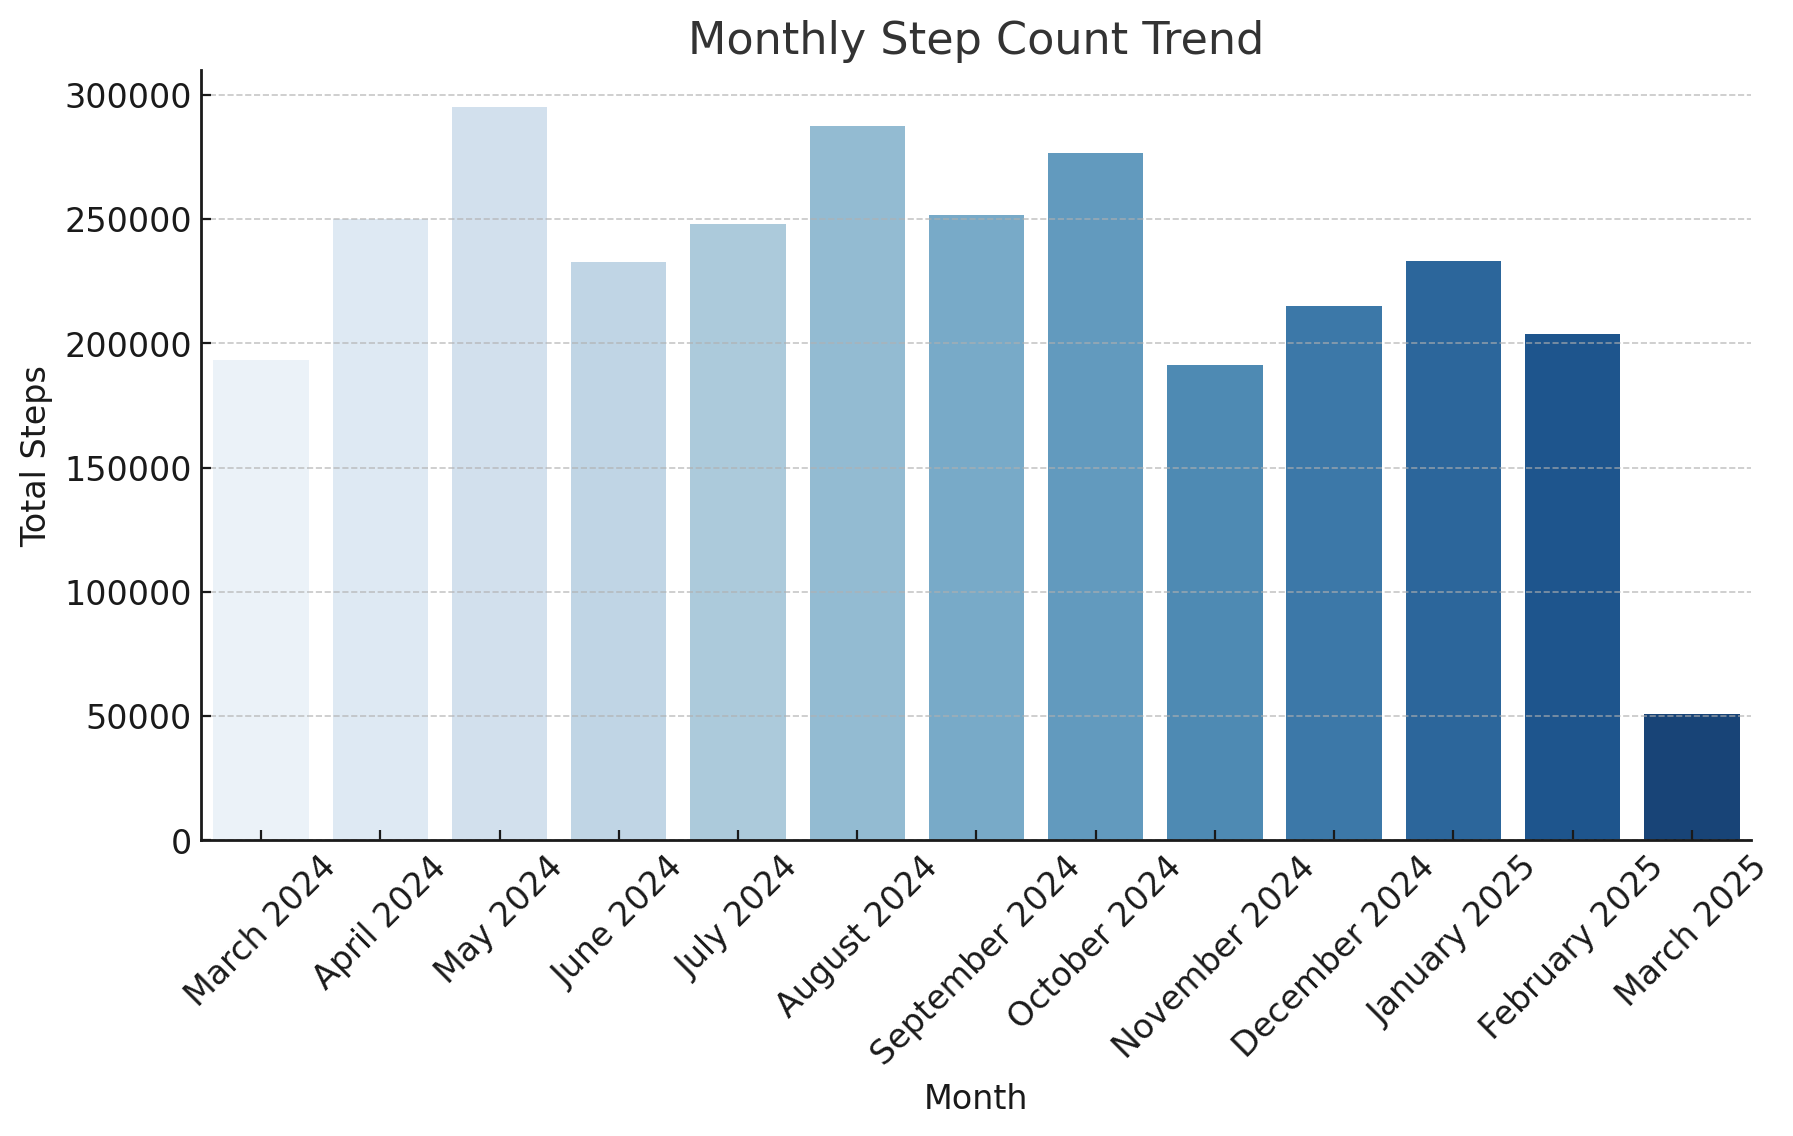 Monthly Step Count Trend
Total Steps
300000
250000
200000
150000
100000
50000
0
March 2024
April 2024
May 2024
June 2024
July 2024
August 2024
September 2024
October 2024
November 2024
December 2024
January 2025
February 2025
March 2025
Month